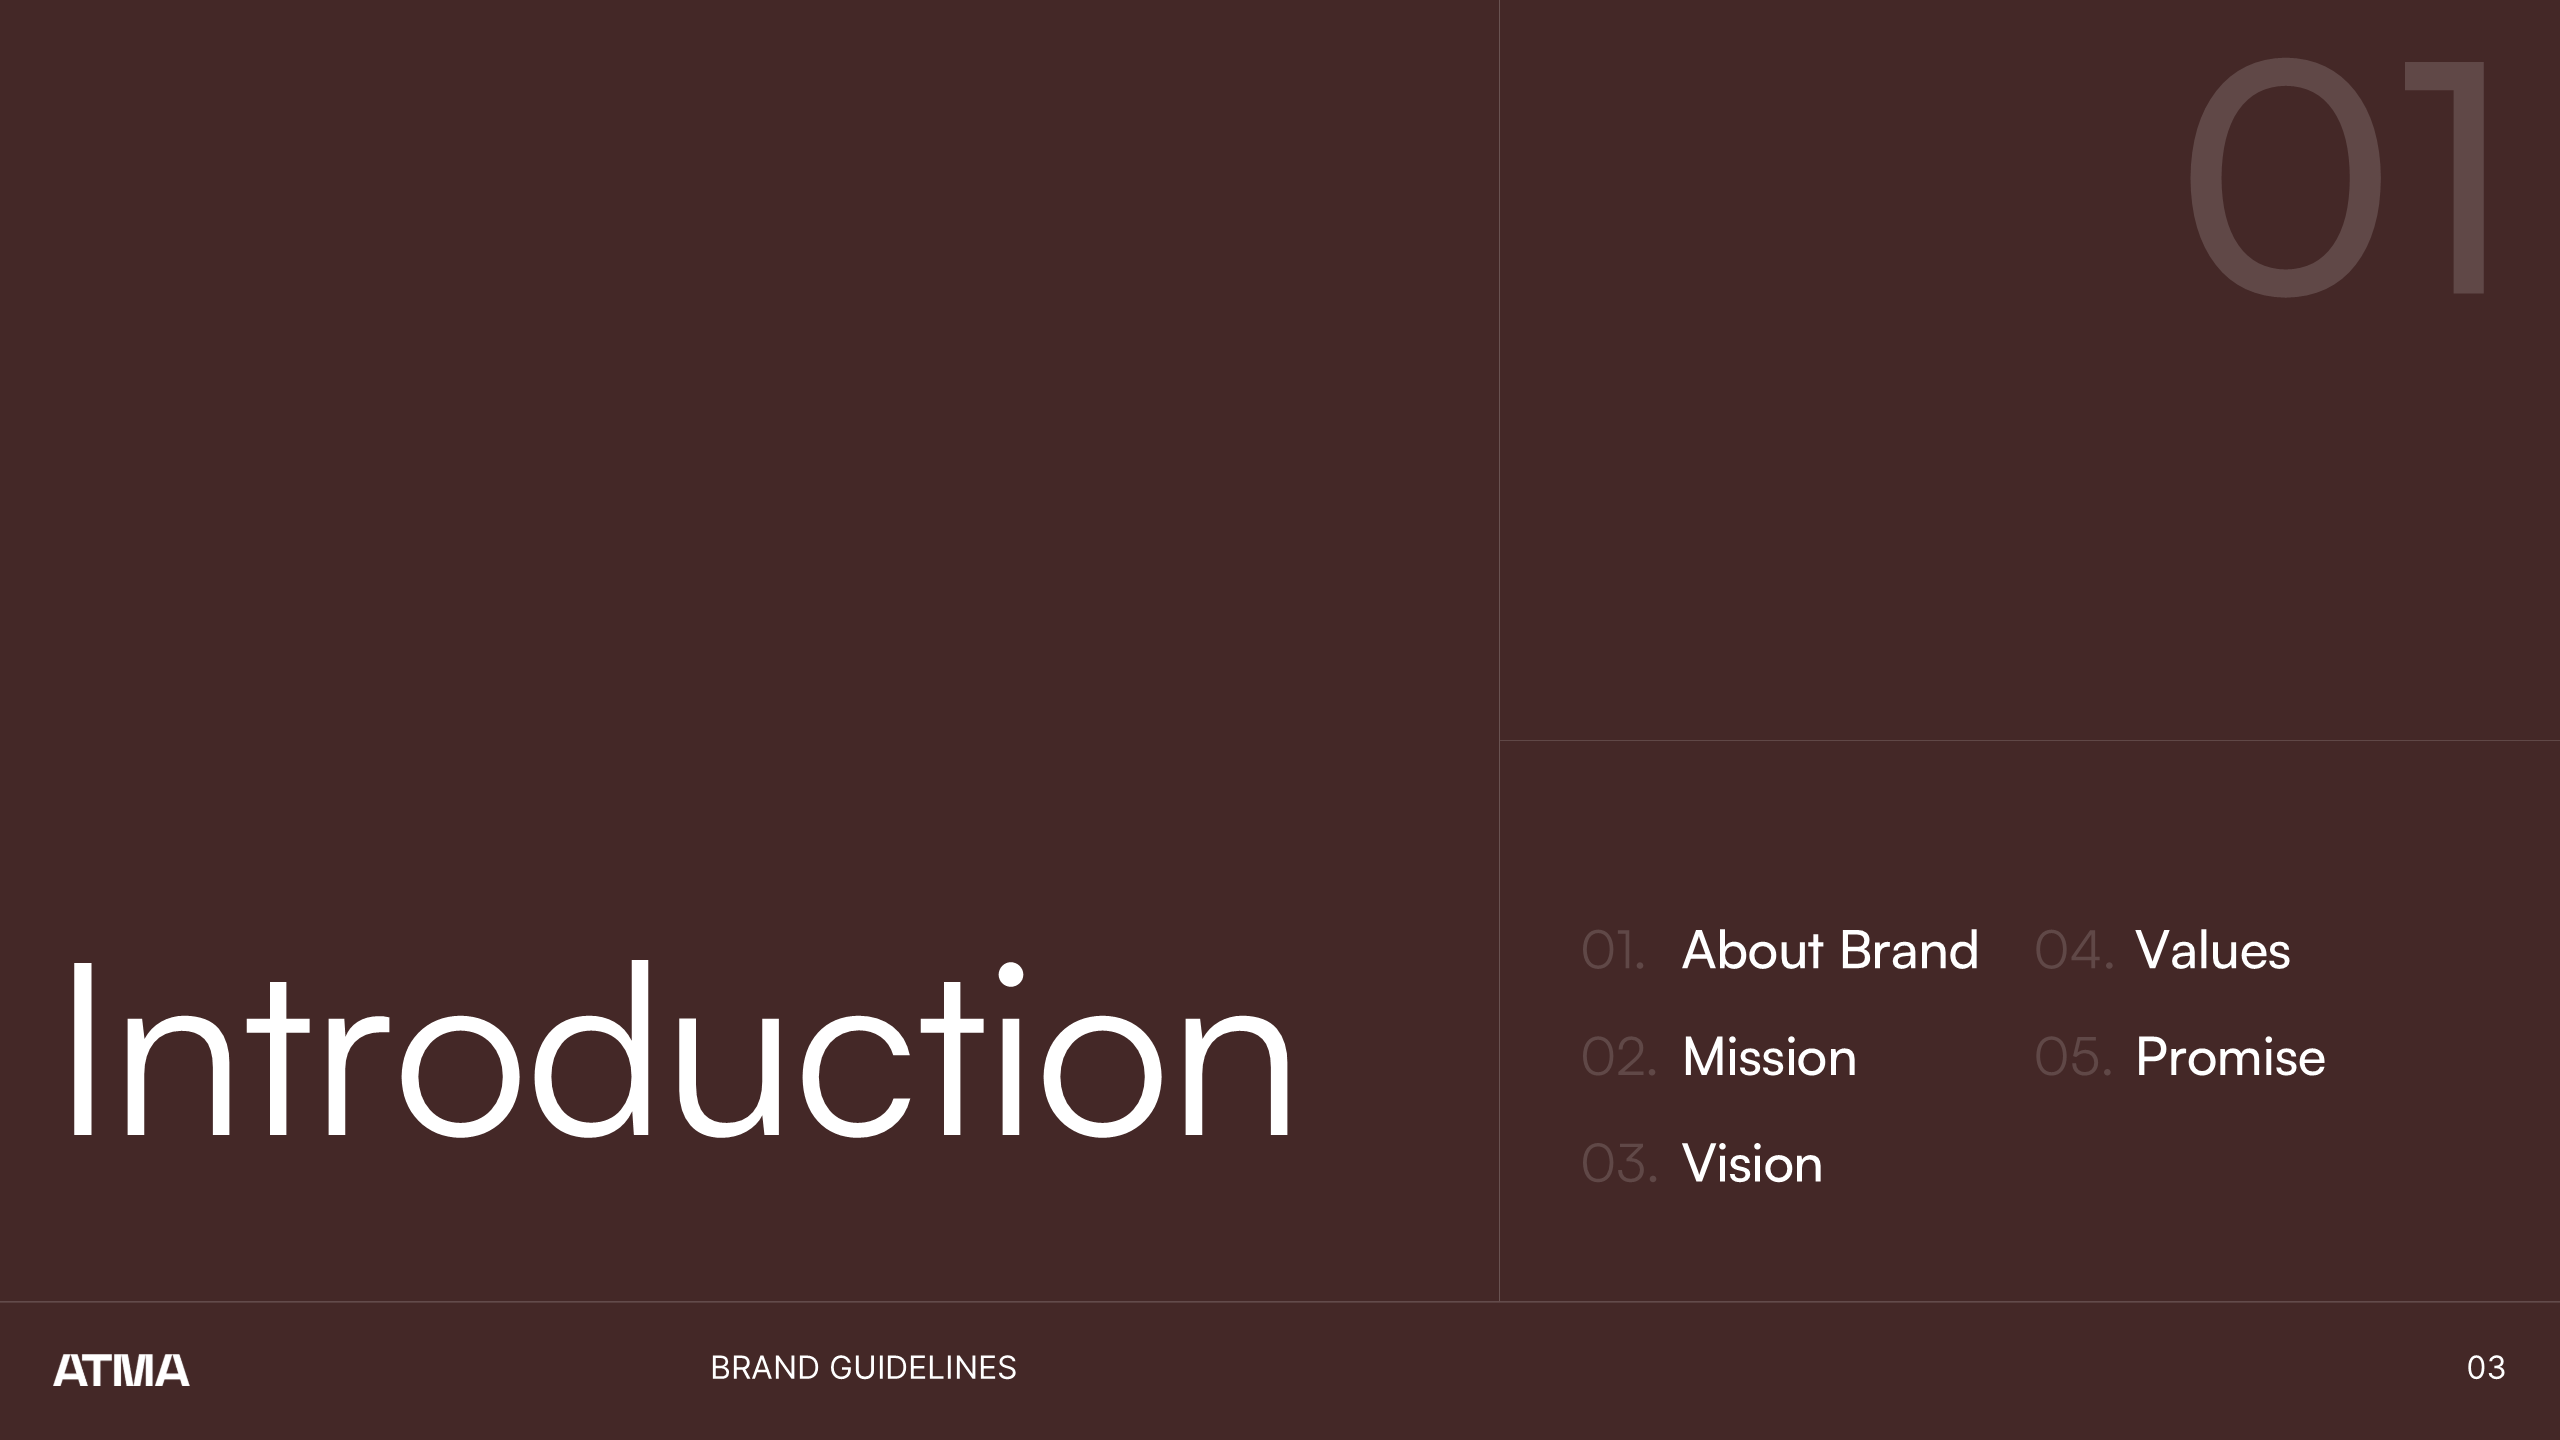 01
Introduction
01. About Brand
02. Mission
03. Vision
04. Values
05. Promise
ATMA
BRAND GUIDELINES
03